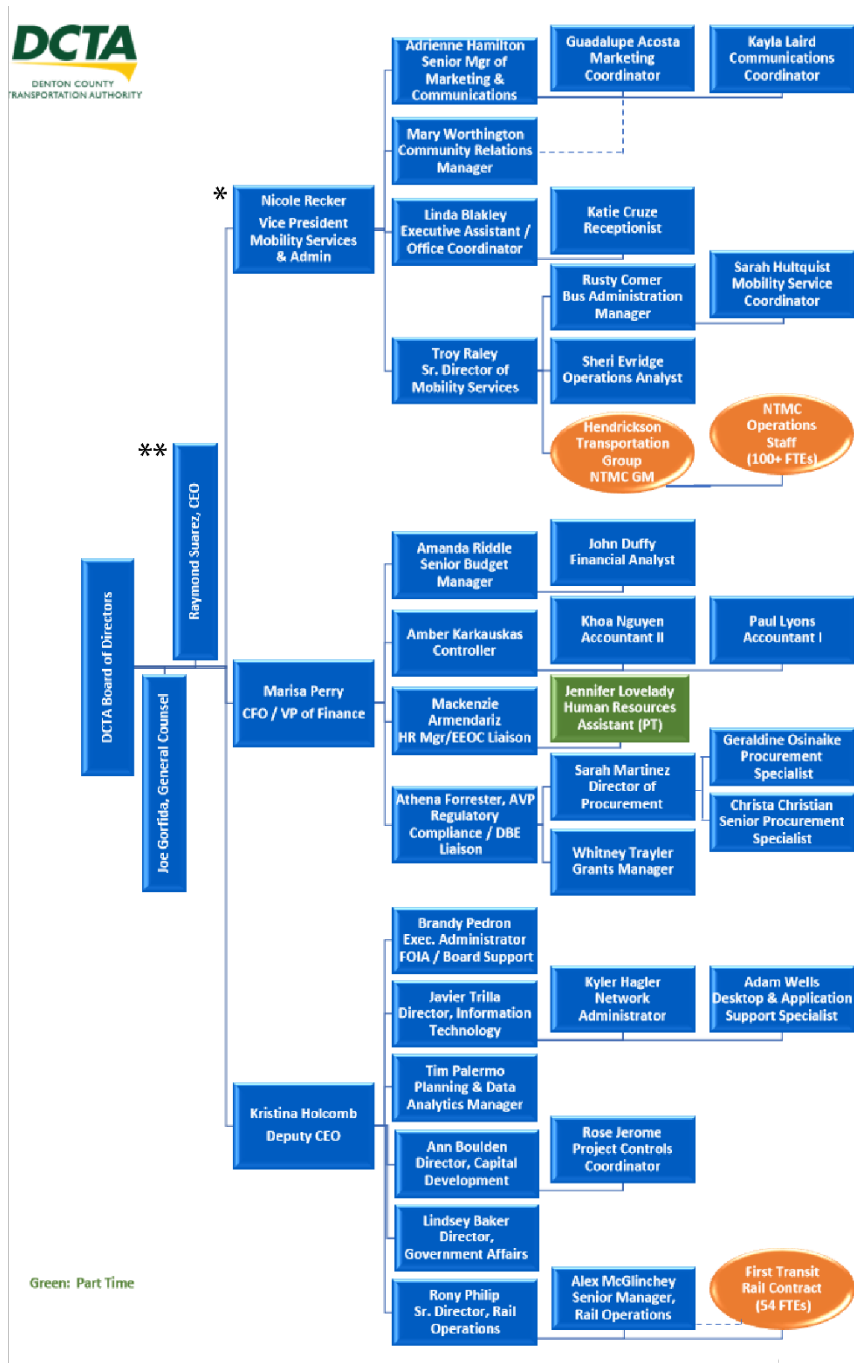 DCTA
DENTON COUNTY
TRANSPORTATION AUTHORITY
Adrienne Hamilton
Senior Mgr of
Marketing &
Communications
Guadalupe Acosta
Marketing
Coordinator
Kayla Laird
Communications
Coordinator
Mary Worthington
Community Relations
Manager
*
Nicole Recker
Vice President
Mobility Services
& Admin
Linda Blakley
Executive Assistant /
Office Coordinator
Katie Cruze
Receptionist
Rusty Comer
Bus Administration
Manager
Sarah Hultquist
Mobility Service
Coordinator
Troy Raley
Sr. Director of
Mobility Services
Sheri Evridge
Operations Analyst
Hendrickson
Transportation
Group
NTMC GM
NTMC
Operations
Staff
(100+ FTEs)
**
Raymond Suarez, CEO
DCTA Board of Directors
Joe Gorfida, General Counsel
Amanda Riddle
Senior Budget
Manager
John Duffy
Financial Analyst
Amber Karkauskas
Controller
Khoa Nguyen
Accountant II
Paul Lyons
Accountant I
Marisa Perry
CFO / VP of Finance
Mackenzie
Armendariz
HR Mgr/EEOC Liaison
Jennifer Lovelady
Human Resources
Assistant (PT)
Athena Forrester, AVP
Regulatory
Compliance / DBE
Liaison
Sarah Martinez
Director of
Procurement
Geraldine Osinaike
Procurement
Specialist
Christa Christian
Senior Procurement
Specialist
Whitney Trayler
Grants Manager
Brandy Pedron
Exec. Administrator
FOIA / Board Support
Javier Trilla
Director, Information
Technology
Kyler Hagler
Network
Administrator
Adam Wells
Desktop & Application
Support Specialist
Tim Palermo
Planning & Data
Analytics Manager
Kristina Holcomb
Deputy CEO
Ann Boulden
Director, Capital
Development
Rose Jerome
Project Controls
Coordinator
Lindsey Baker
Director,
Government Affairs
Green: Part Time
Rony Philip
Sr. Director, Rail
Operations
Alex McGlinchey
Senior Manager,
Rail Operations
First Transit
Rail Contract
(54 FTEs)